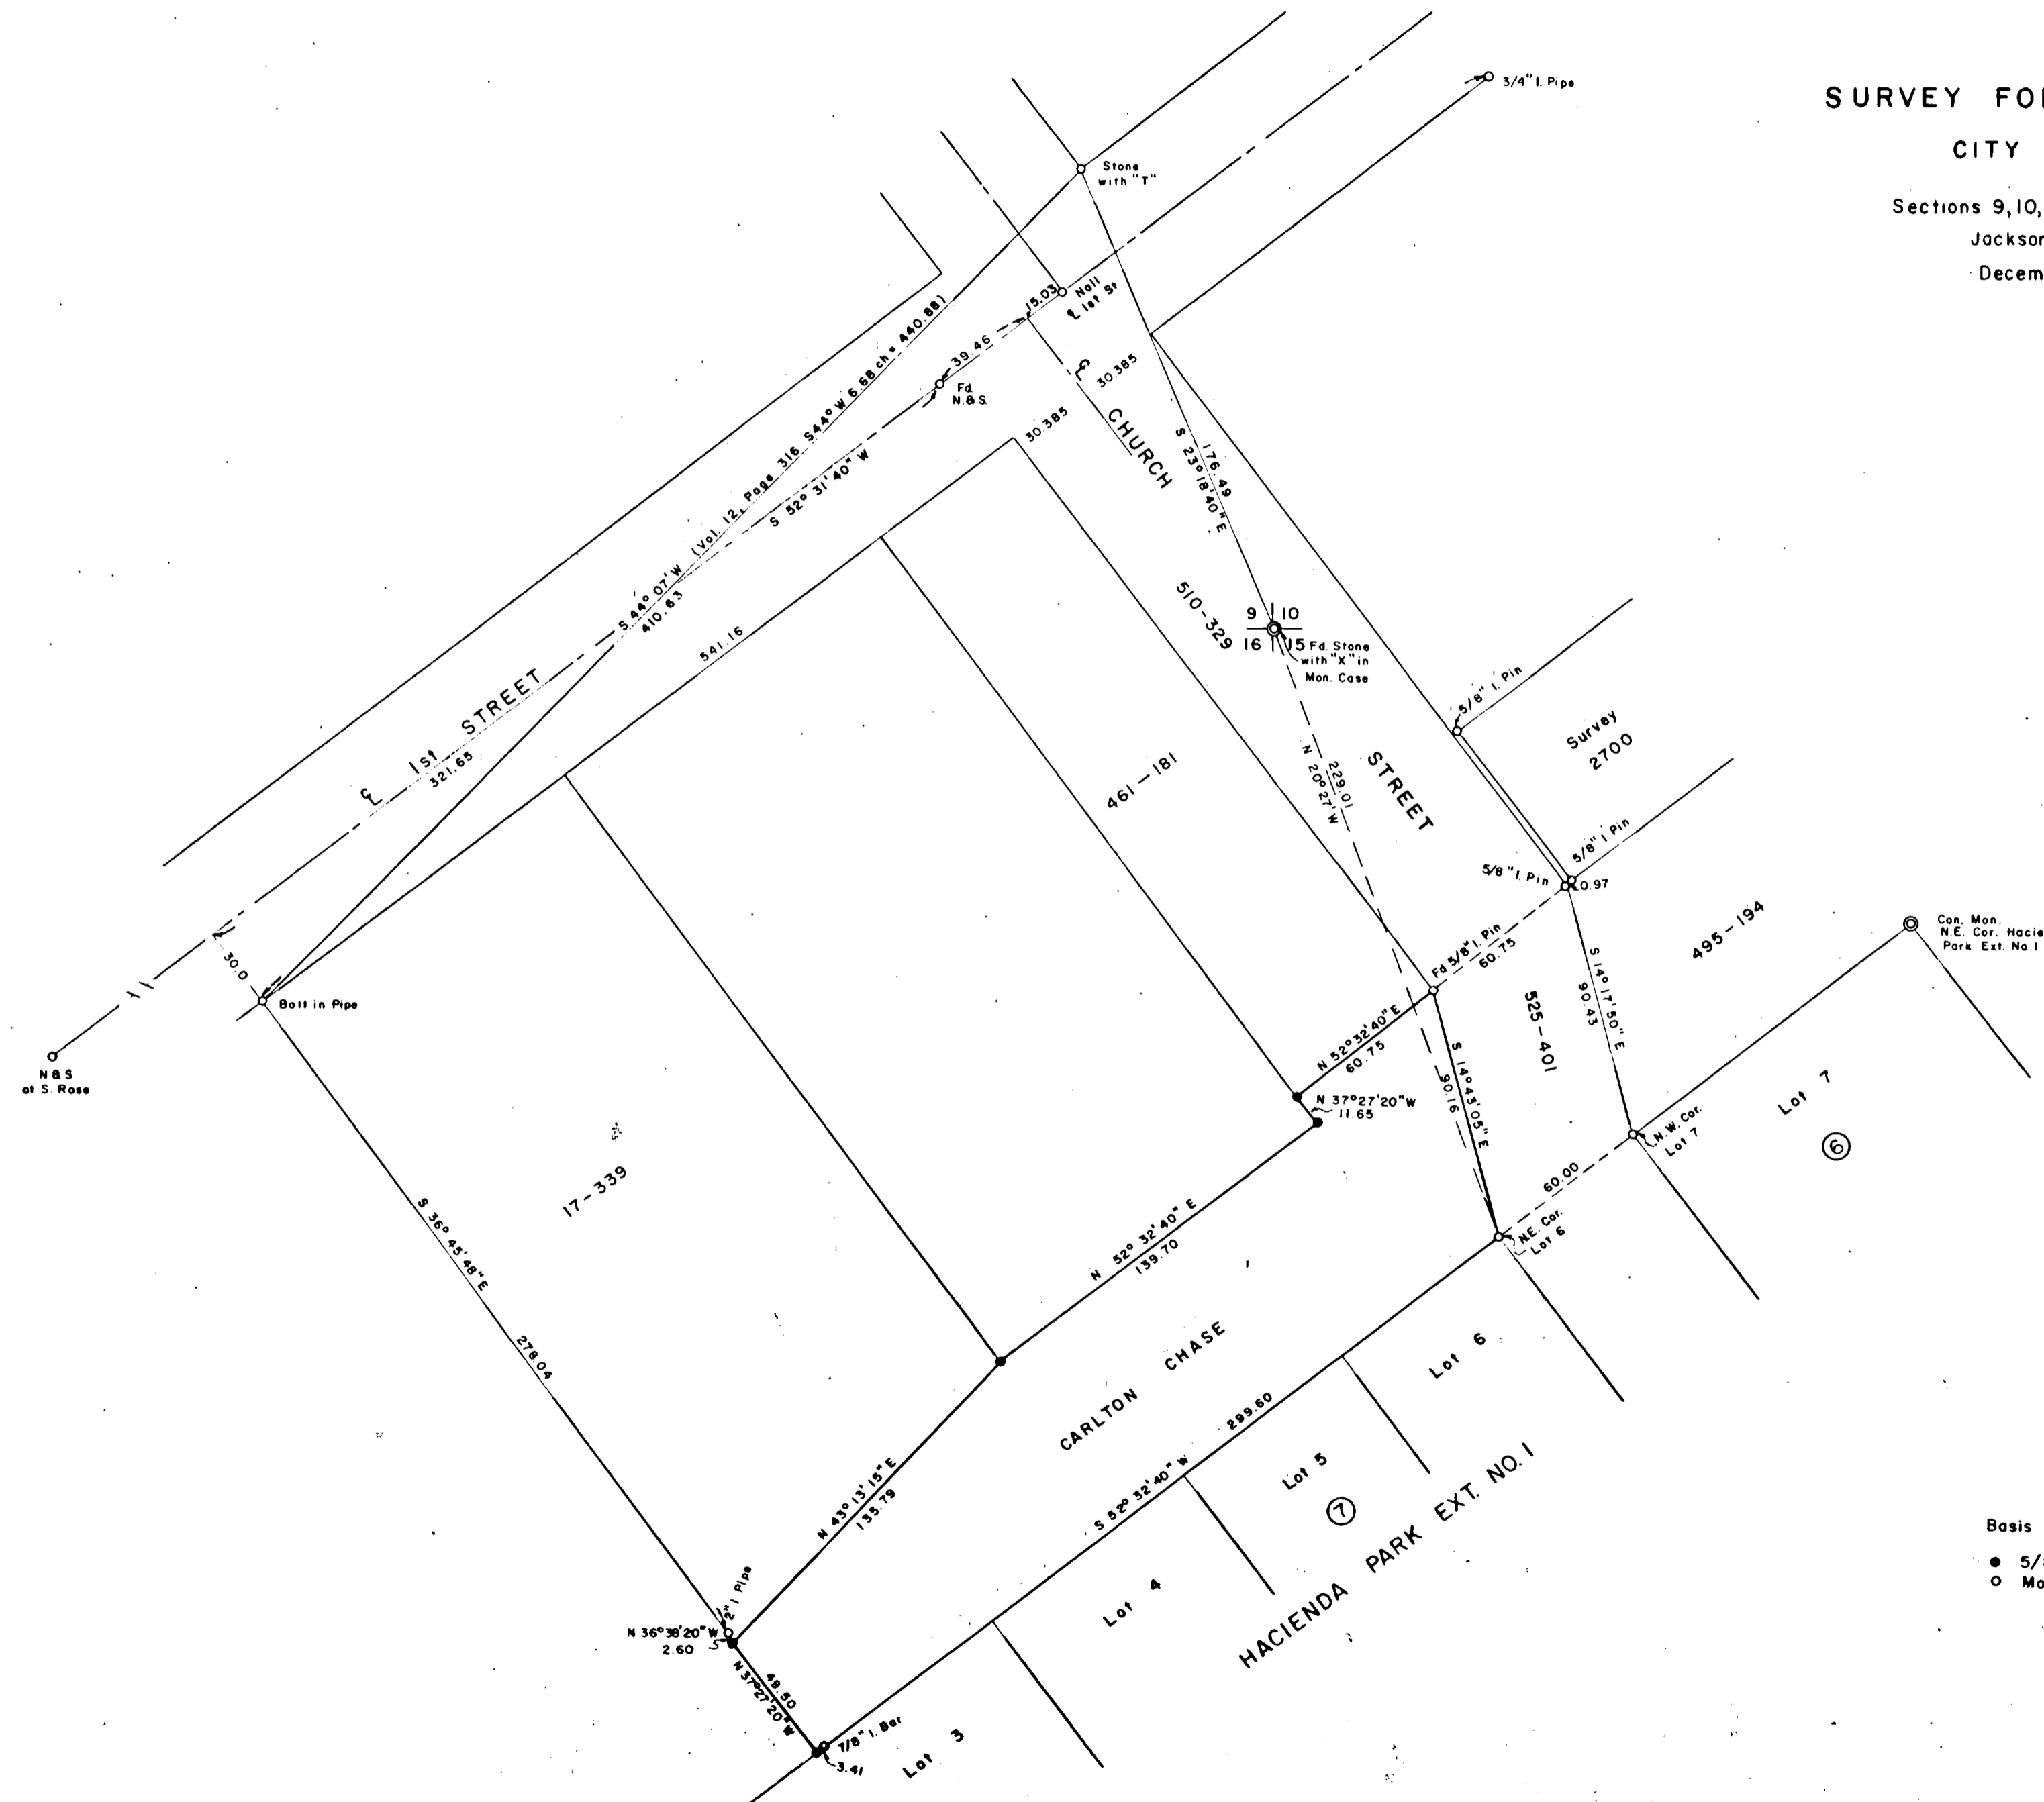 SURVEY FO
CITY
Sections 9, 10,
Jackson
Decem
3/4" I. Pipe
Stone
with "T"
15.03
Nail
℄ 1st St
39.46
Fd.
N.&S.
S 44° 07' W (Vol. 12, Page 316 S 44° W 6.68 ch = 440.88)
410.63
S 52° 31' 40" W
℄
30.385
30.385
CHURCH
176.49
S 23° 18' 40" E
541.16
℄ 1st STREET
321.65
510-329
9 10
16 15
Fd. Stone
with "X" in
Mon. Case
5/8" I. Pin
Survey
2700
461-181
229.01
N 20° 27' W
STREET
5/8" I. Pin
5/8" I. Pin
0.97
495-194
Con. Mon.
N.E. Cor. Hacie
Park Ext. No. 1
30.0
Bolt in Pipe
N & S
at S. Rose
Fd 5/8" I. Pin
60.75
N 52° 32' 40" E
60.75
N 37° 27' 20" W
11.65
S 14° 43' 05" E
90.16
525-401
S 14° 17' 50" E
90.43
N.W. Cor.
Lot 7
Lot 7
6
60.00
N.E. Cor.
Lot 6
17-339
S 36° 45' 48" E
278.04
N 52° 32' 40" E
139.70
CARLTON CHASE
Lot 6
299.60
S 52° 32' 40" W
Lot 5
7
HACIENDA PARK EXT. NO. 1
N 43° 13' 15" E
135.79
Lot 4
2" I. Pipe
N 36° 38' 20" W
2.60
49.50
N 37° 27' 20" W
7/8" I. Bar
3.41
Lot 3
Basis
5/
Mo